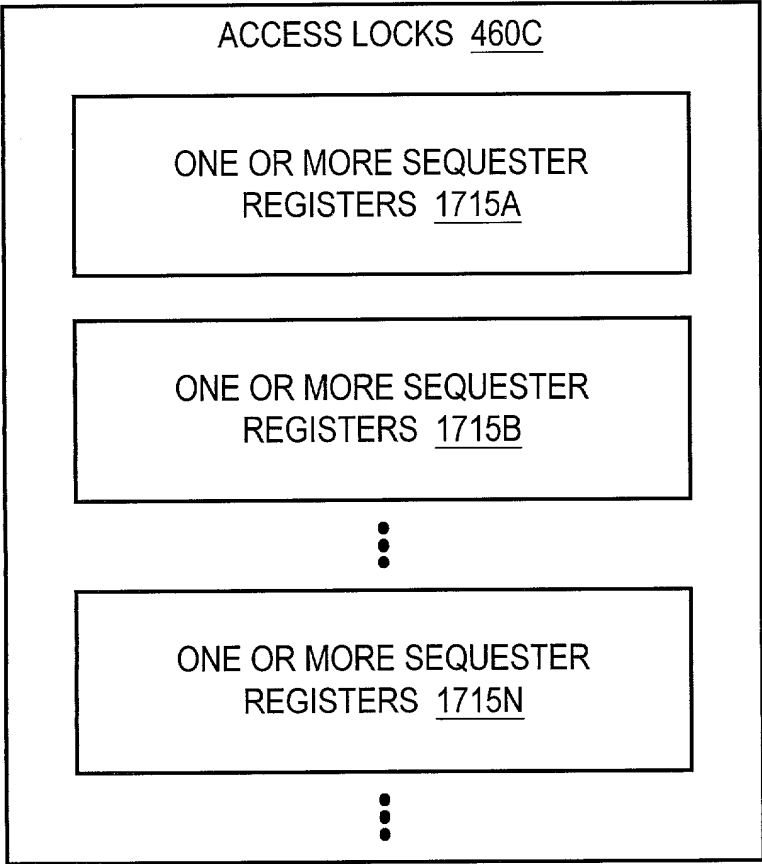 ACCESS LOCKS 460C
ONE OR MORE SEQUESTER
REGISTERS 1715A
ONE OR MORE SEQUESTER
REGISTERS 1715B
ONE OR MORE SEQUESTER
REGISTERS 1715N